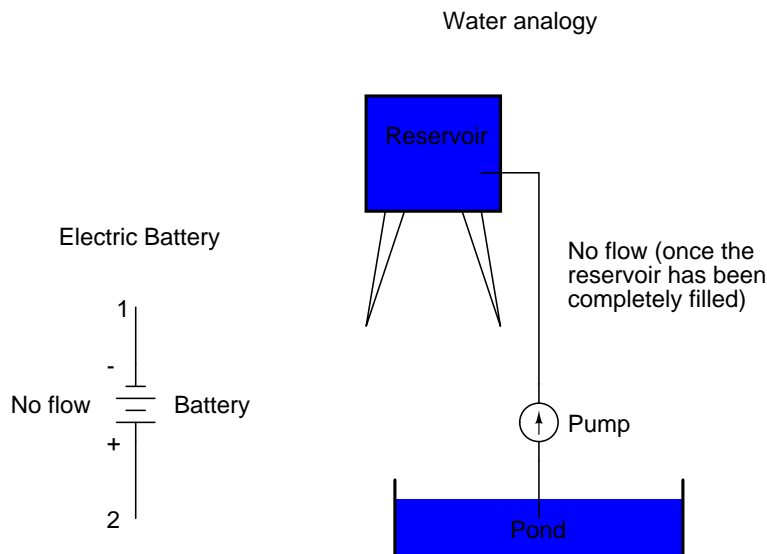 Water analogy
Reservoir
Electric Battery
No flow (once the
reservoir has been
completely filled)
1
-
No flow
Battery
+
Pump
2
Pond